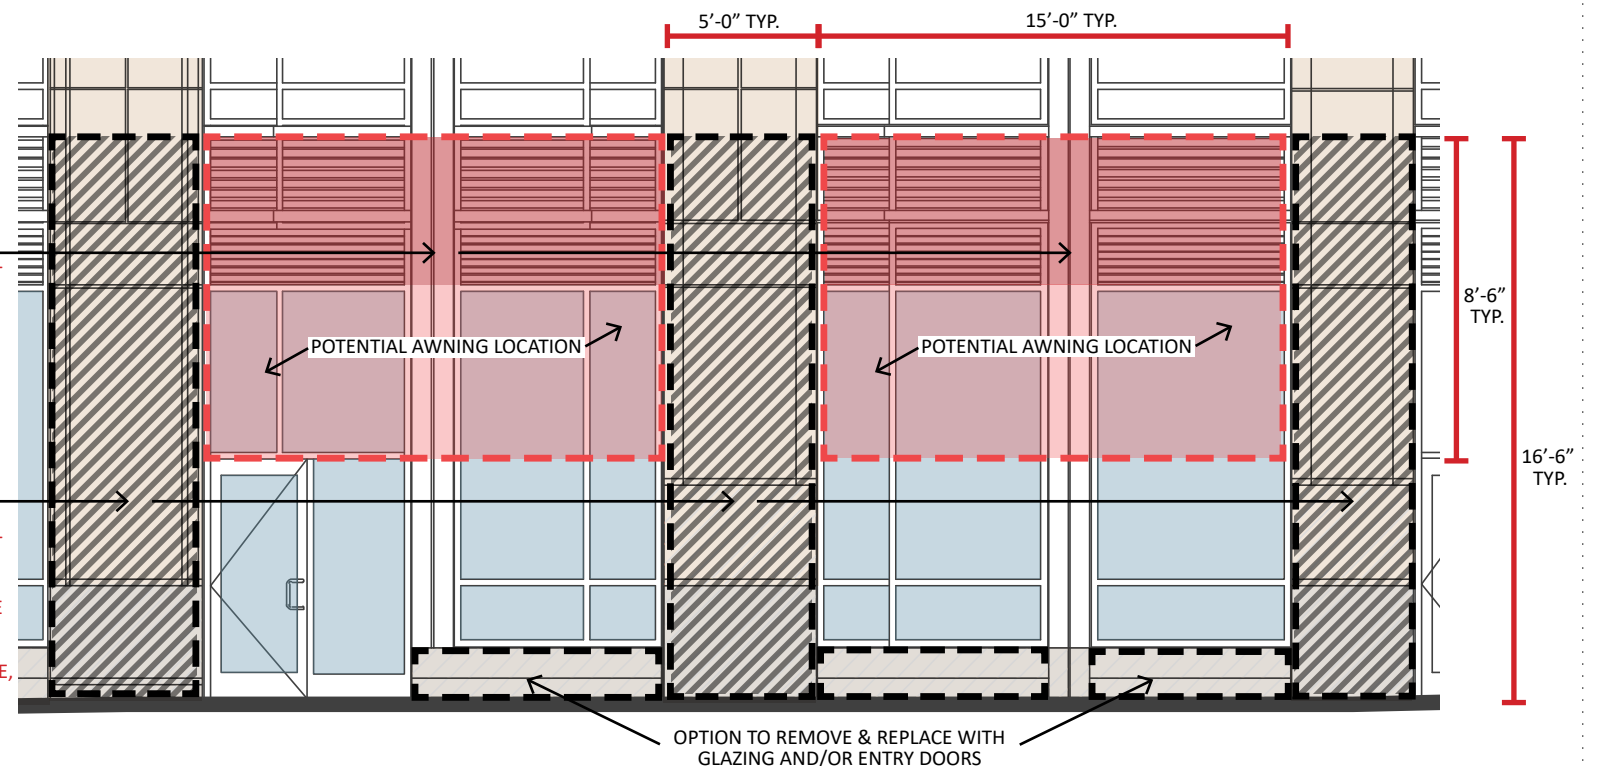 5’-0” TYP.
15’-0” TYP.
8’-6”
TYP.
16’-6”
TYP.
POTENTIAL AWNING LOCATION
POTENTIAL AWNING LOCATION
E,
OPTION TO REMOVE & REPLACE WITH
GLAZING AND/OR ENTRY DOORS